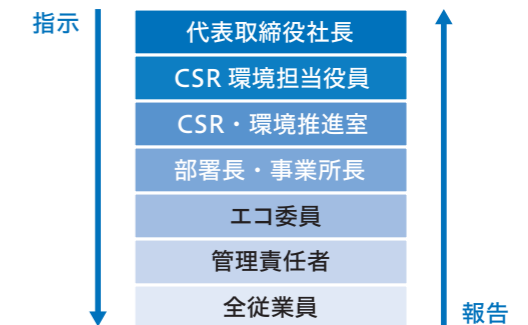 指示
代表取締役社長
CSR 環境担当役員
CSR・環境推進室
部署長・事業所長
エコ委員
管理責任者
全従業員
報告